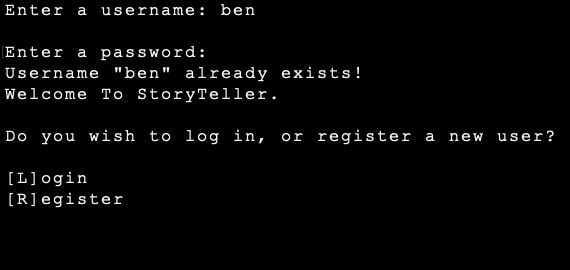 Enter a username: ben
Enter a password:
Username "ben" already exists!
Welcome To StoryTeller.
Do you wish to log in, or register a new user?
[L]ogin
[R]egister